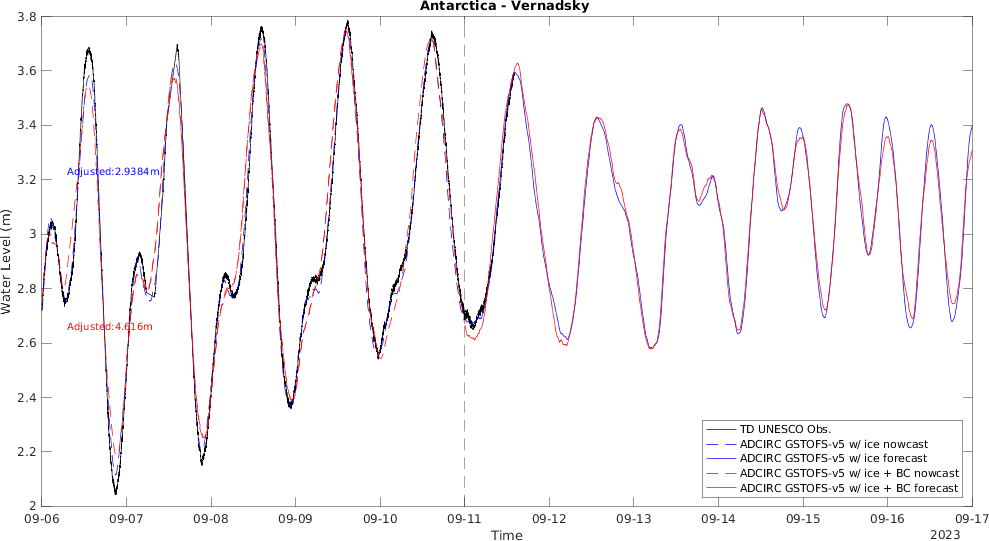 Antarctica - Vernadsky
3.8
3.6
3.4
3.2
3
2.8
2.6
2.4
2.2
2
Water Level (m)
Adjusted:2.9384m
Adjusted:4.616m
TD UNESCO Obs.
ADCIRC GSTOFS-v5 w/ ice nowcast
ADCIRC GSTOFS-v5 w/ ice forecast
ADCIRC GSTOFS-v5 w/ ice + BC nowcast
ADCIRC GSTOFS-v5 w/ ice + BC forecast
09-06 09-07 09-08 09-09 09-10 09-11 09-12 09-13 09-14 09-15 09-16 09-17
Time
2023